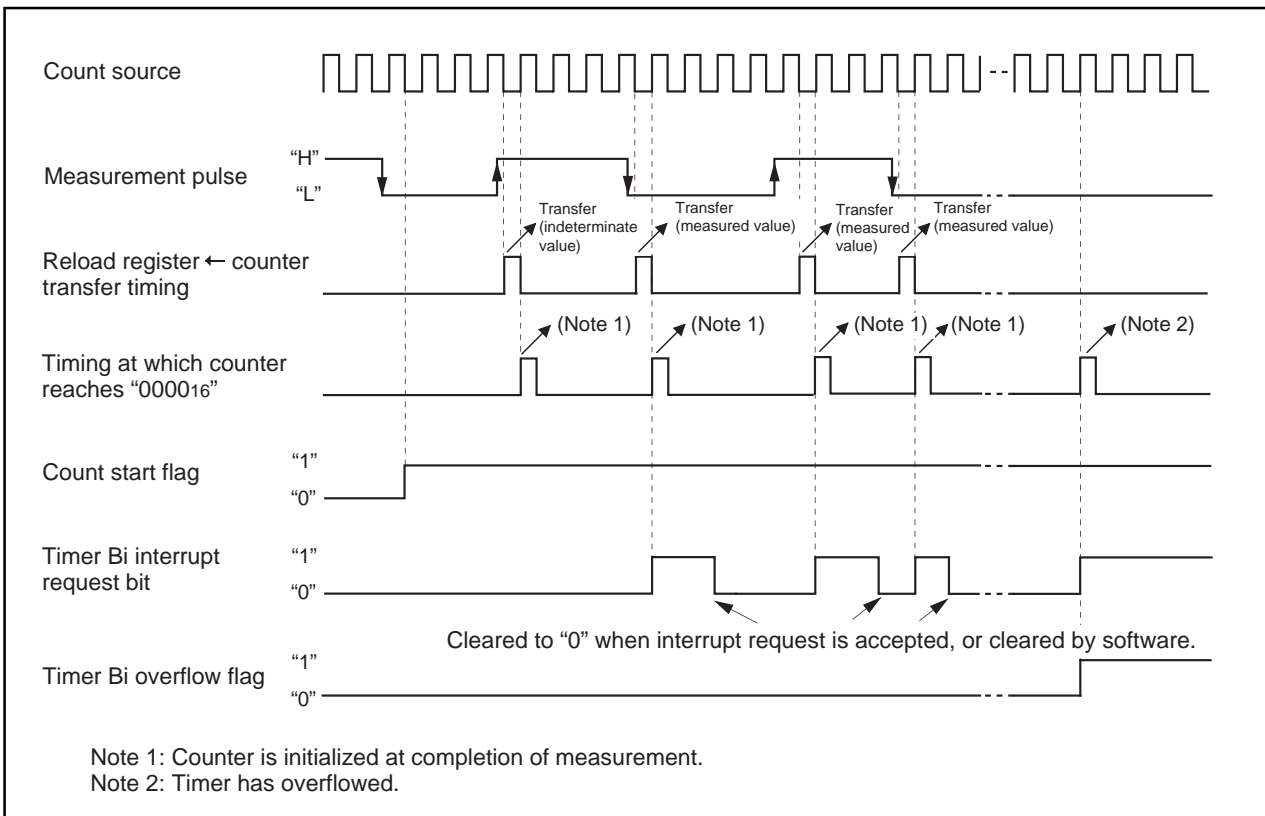 Count source
Measurement pulse
“H”
“L”
Transfer
(indeterminate
value)
Transfer
(measured value)
Transfer
(measured
value)
Transfer
(measured value)
Reload register ← counter
transfer timing
(Note 1)
(Note 1)
(Note 1)
(Note 1)
(Note 2)
Timing at which counter
reaches “000016”
Count start flag
“1”
“0”
Timer Bi interrupt
request bit
“1”
“0”
Cleared to “0” when interrupt request is accepted, or cleared by software.
Timer Bi overflow flag
“1”
“0”
Note 1: Counter is initialized at completion of measurement.
Note 2: Timer has overflowed.